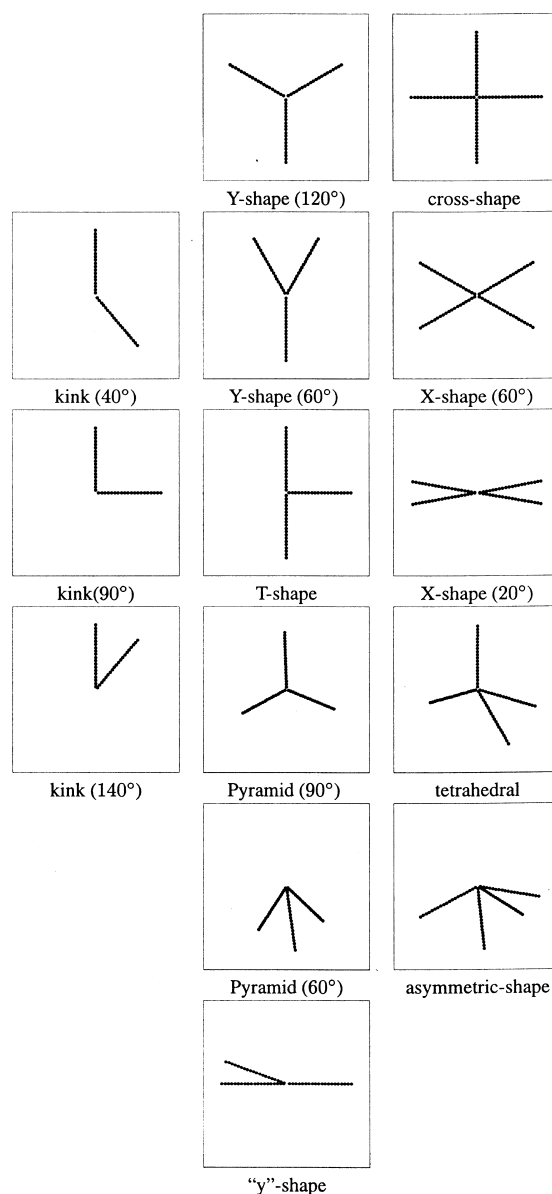 Y-shape (120°)
cross-shape
kink (40°)
Y-shape (60°)
X-shape (60°)
kink(90°)
T-shape
X-shape (20°)
kink (140°)
Pyramid (90°)
tetrahedral
Pyramid (60°)
asymmetric-shape
“y”-shape